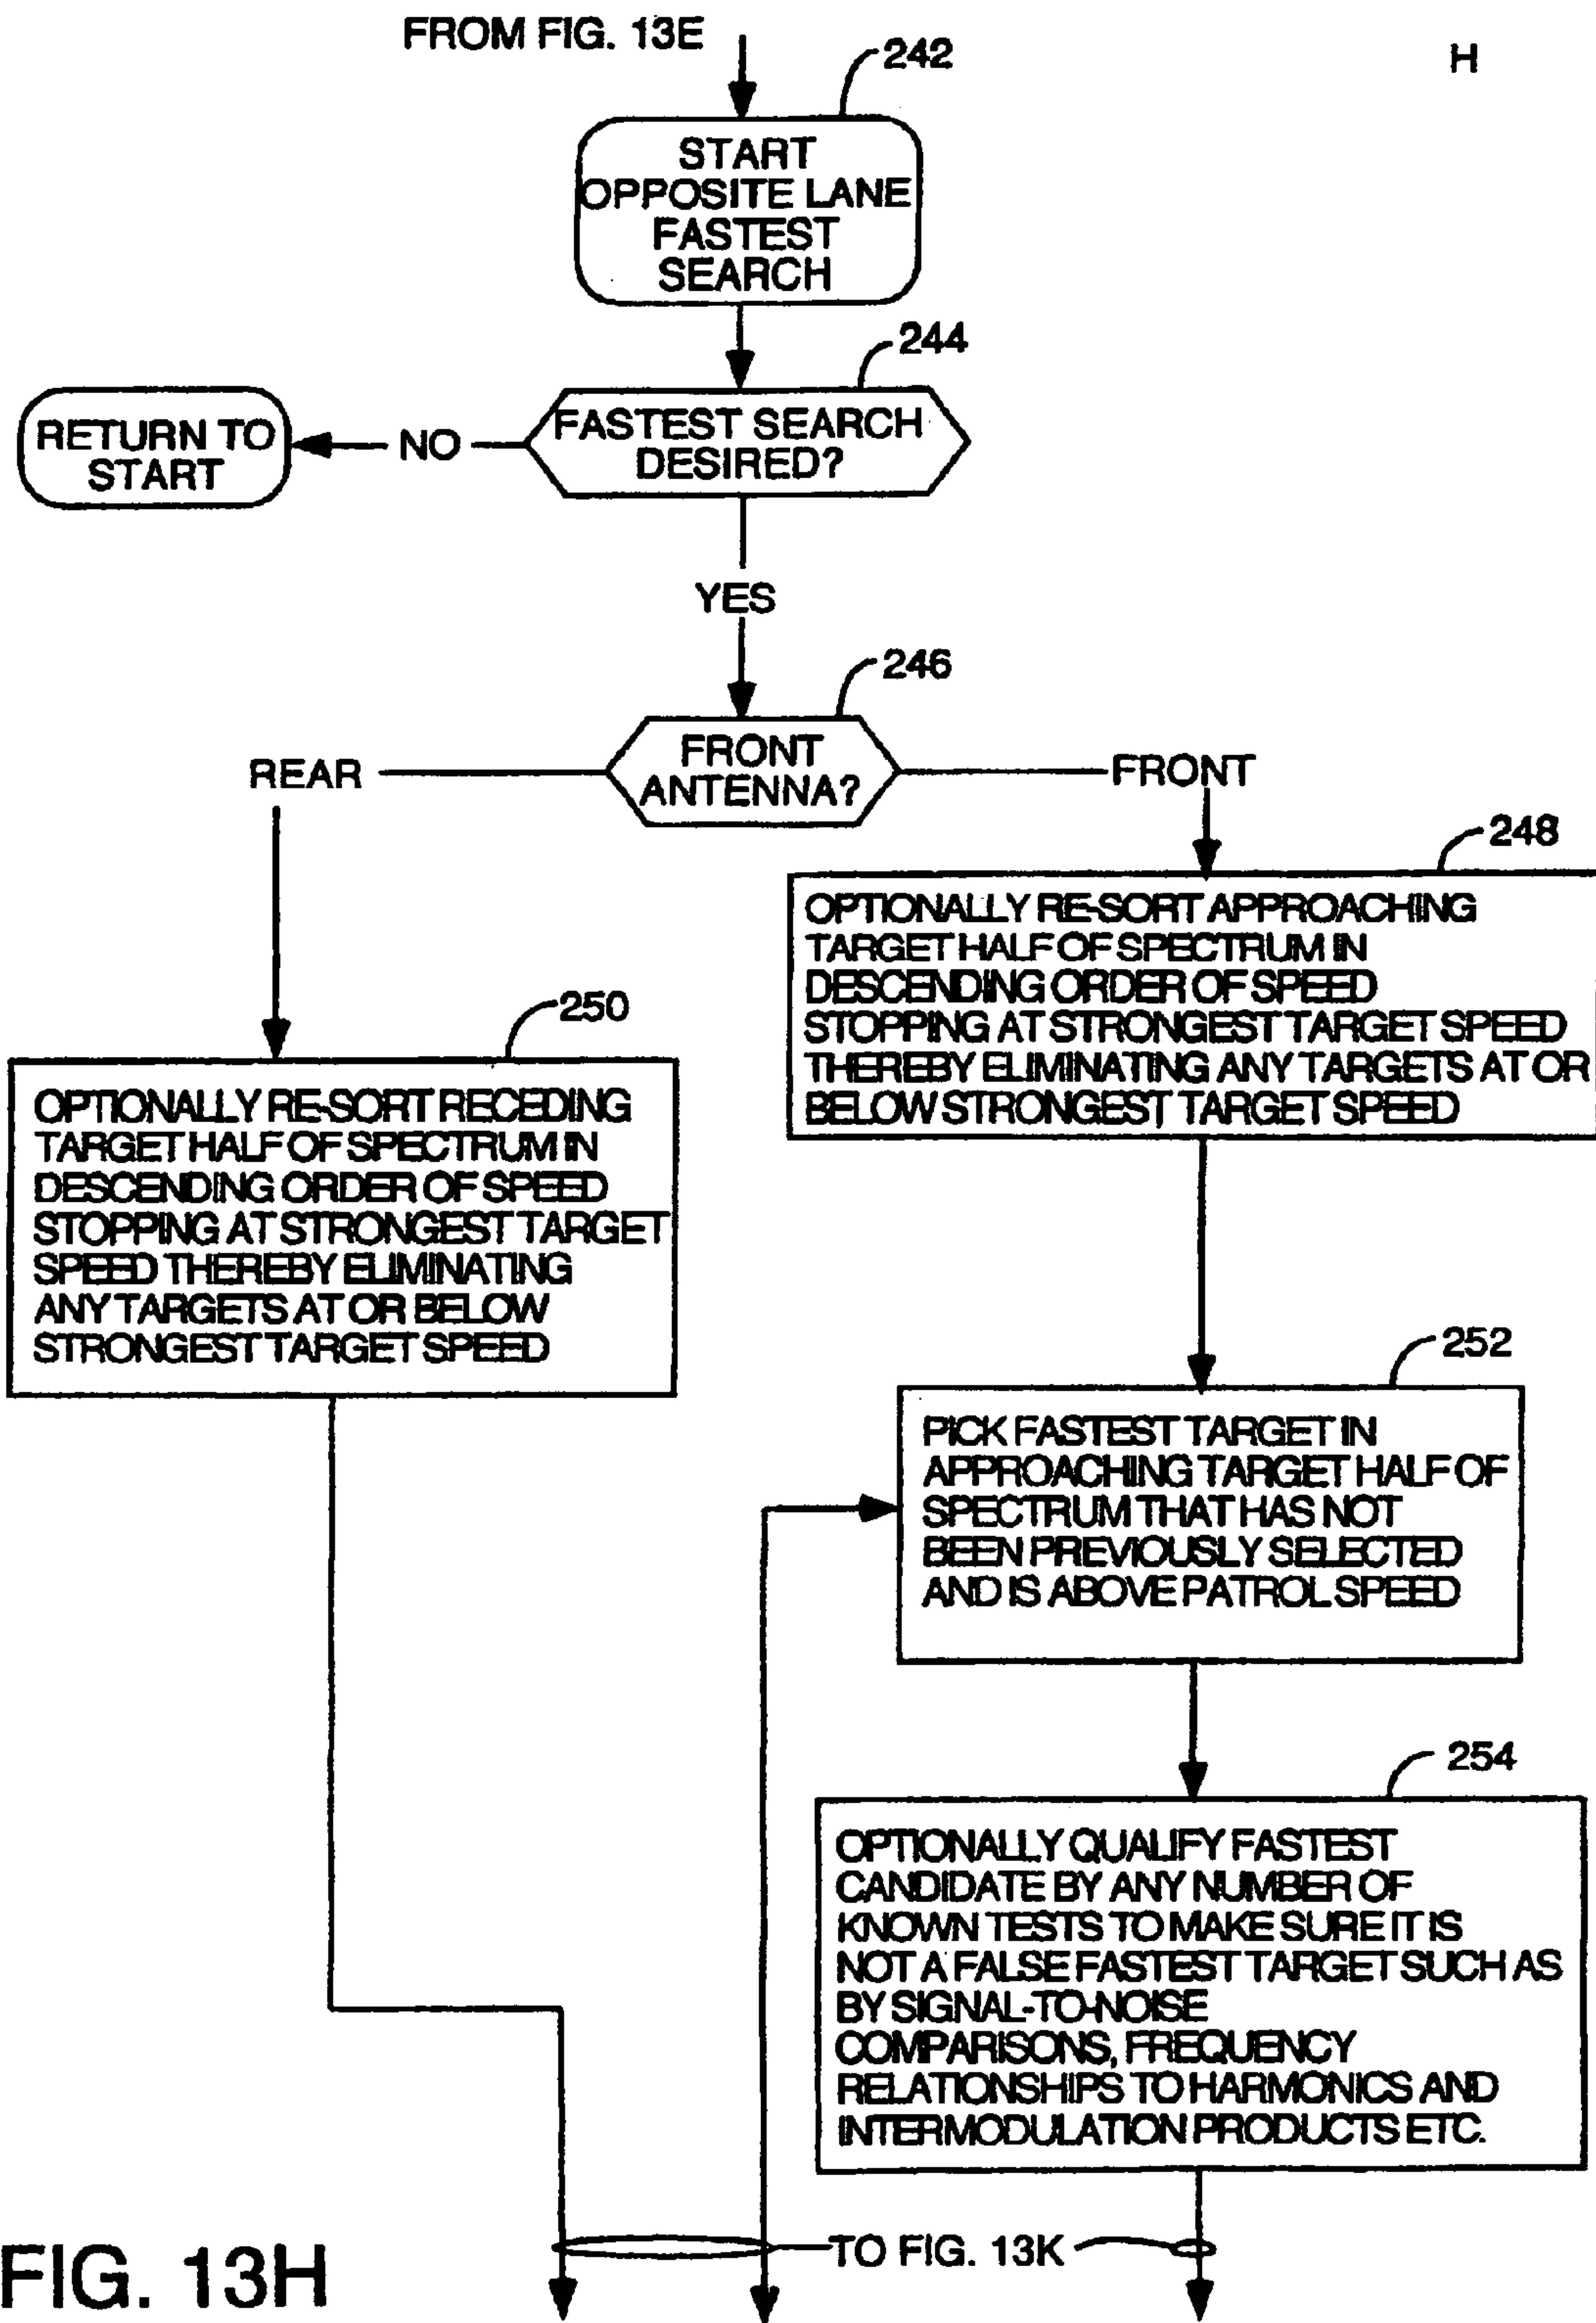 FROM FIG. 13E
H
242
START
OPPOSITE LANE
FASTEST
SEARCH
244
FASTEST SEARCH
DESIRED?
NO
RETURN TO
START
YES
246
FRONT
ANTENNA?
REAR
FRONT
248
OPTIONALLY RE-SORT APPROACHING
TARGET HALF OF SPECTRUM IN
DESCENDING ORDER OF SPEED
STOPPING AT STRONGEST TARGET SPEED
THEREBY ELIMINATING ANY TARGETS AT OR
BELOW STRONGEST TARGET SPEED
250
OPTIONALLY RE-SORT RECEDING
TARGET HALF OF SPECTRUM IN
DESCENDING ORDER OF SPEED
STOPPING AT STRONGEST TARGET
SPEED THEREBY ELIMINATING
ANY TARGETS AT OR BELOW
STRONGEST TARGET SPEED
252
PICK FASTEST TARGET IN
APPROACHING TARGET HALF OF
SPECTRUM THAT HAS NOT
BEEN PREVIOUSLY SELECTED
AND IS ABOVE PATROL SPEED
254
OPTIONALLY QUALIFY FASTEST
CANDIDATE BY ANY NUMBER OF
KNOWN TESTS TO MAKE SURE IT IS
NOT A FALSE FASTEST TARGET SUCH AS
BY SIGNAL-TO-NOISE
COMPARISONS, FREQUENCY
RELATIONSHIPS TO HARMONICS AND
INTERMODULATION PRODUCTS ETC.
TO FIG. 13K
FIG. 13H